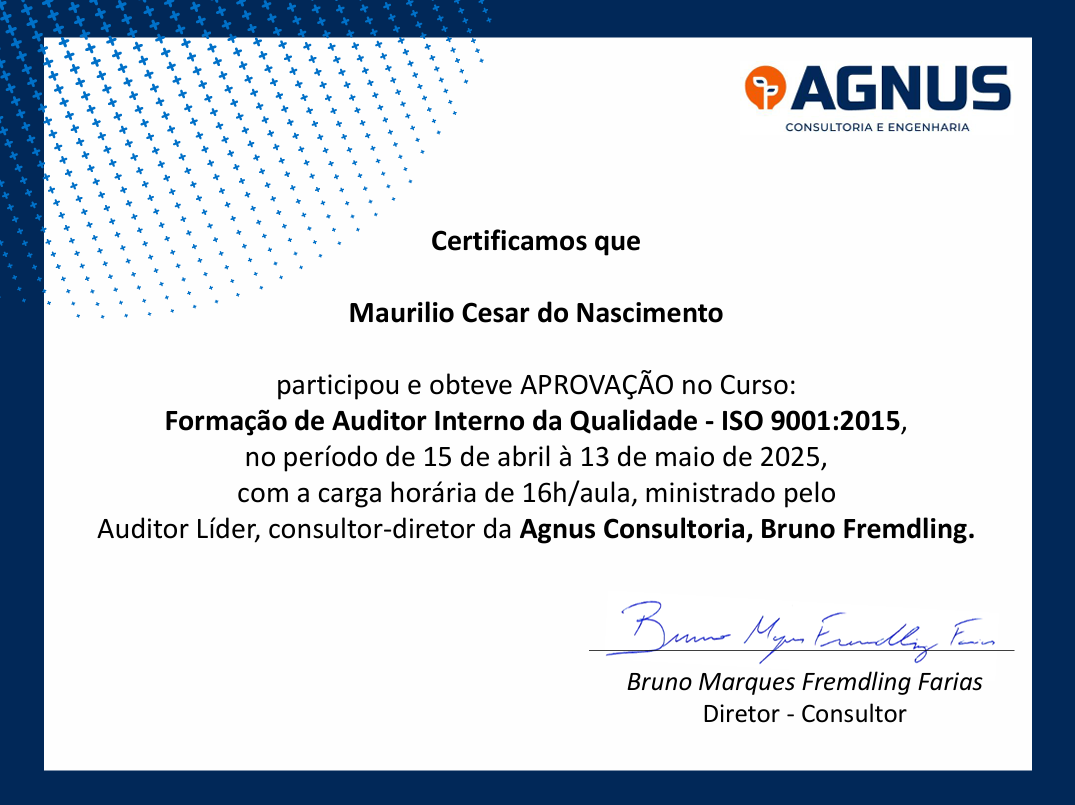 AGNUS
CONSULTORIA E ENGENHARIA
Certificamos que
Maurilio Cesar do Nascimento
participou e obteve APROVAÇÃO no Curso:
Formação de Auditor Interno da Qualidade - ISO 9001:2015,
no período de 15 de abril à 13 de maio de 2025,
com a carga horária de 16h/aula, ministrado pelo
Auditor Líder, consultor-diretor da Agnus Consultoria, Bruno Fremdling.
Bruno Mqs Fremdling Farias
Bruno Marques Fremdling Farias
Diretor - Consultor